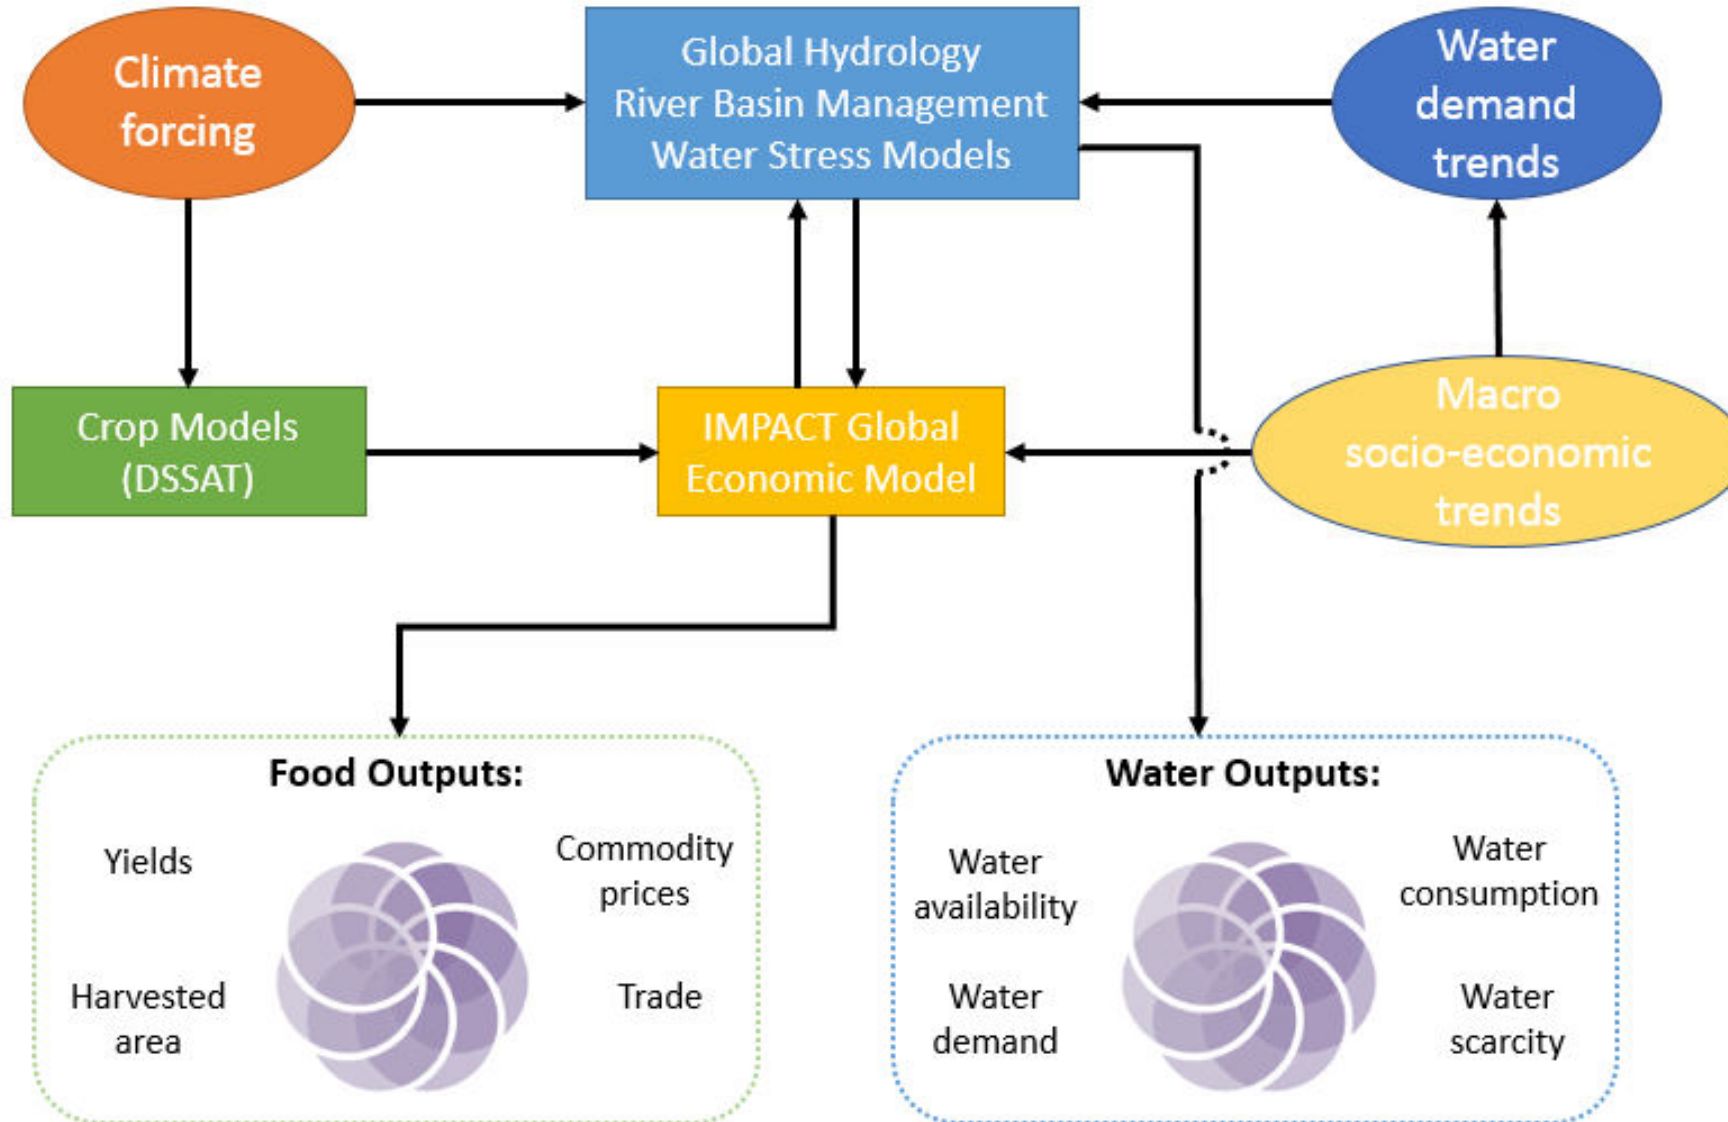 Climate
forcing
Global Hydrology
River Basin Management
Water Stress Models
Water
demand
trends
Crop Models
(DSSAT)
IMPACT Global
Economic Model
Macro
socio-economic
trends
Food Outputs:
Yields
Commodity
prices
Harvested
area
Trade
Water Outputs:
Water
availability
Water
consumption
Water
demand
Water
scarcity